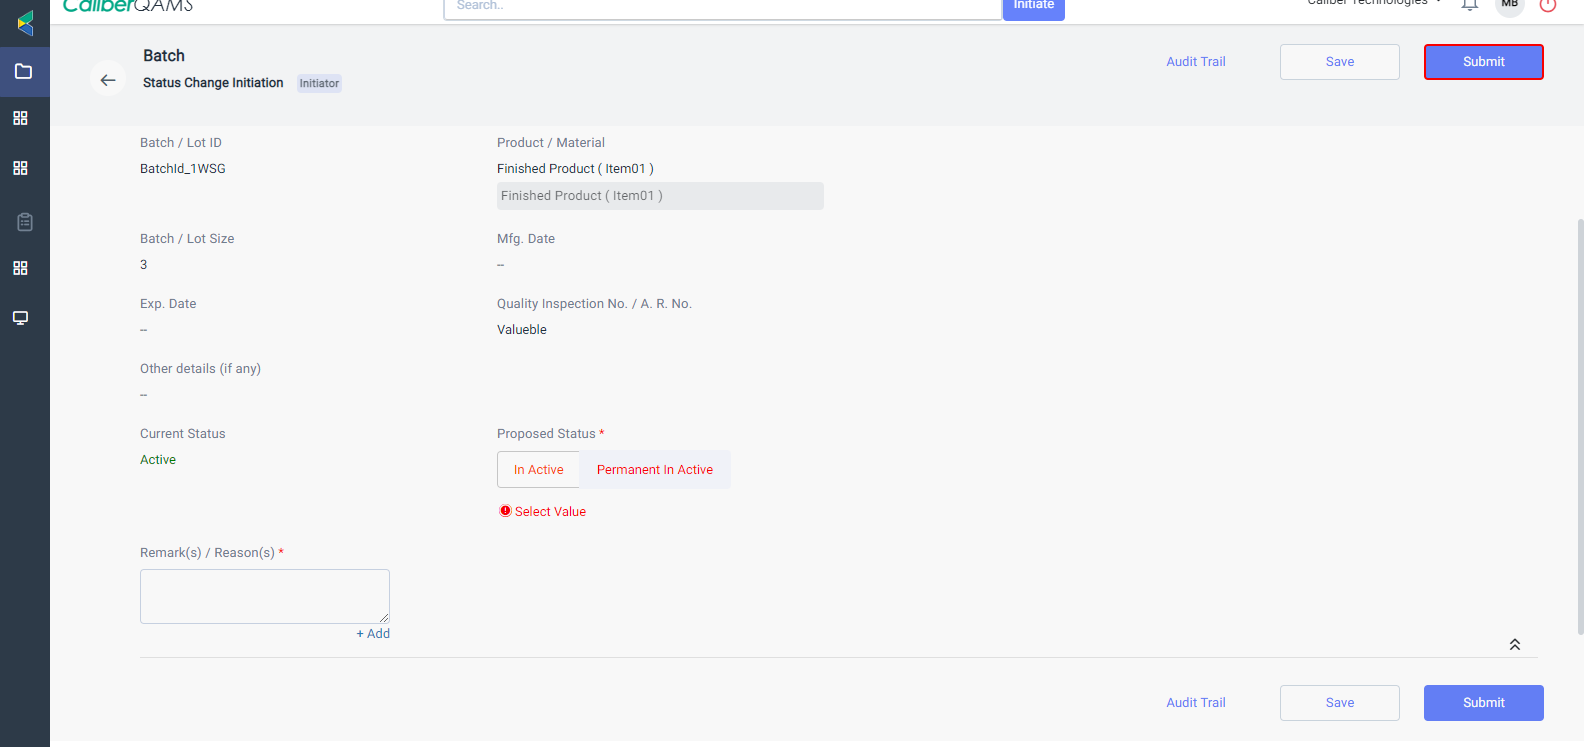 CaliberQAMS
Search..
Initiate
Caliber Technologies
MB
Batch
Status Change Initiation
Initiator
Audit Trail
Save
Submit
Batch / Lot ID
Product / Material
BatchId_1WSG
Finished Product ( Item01 )
Finished Product ( Item01 )
Batch / Lot Size
Mfg. Date
3
--
Exp. Date
Quality Inspection No. / A. R. No.
--
Valueble
Other details (if any)
--
Current Status
Proposed Status *
Active
In Active
Permanent In Active
Select Value
Remark(s) / Reason(s) *
+ Add
Audit Trail
Save
Submit